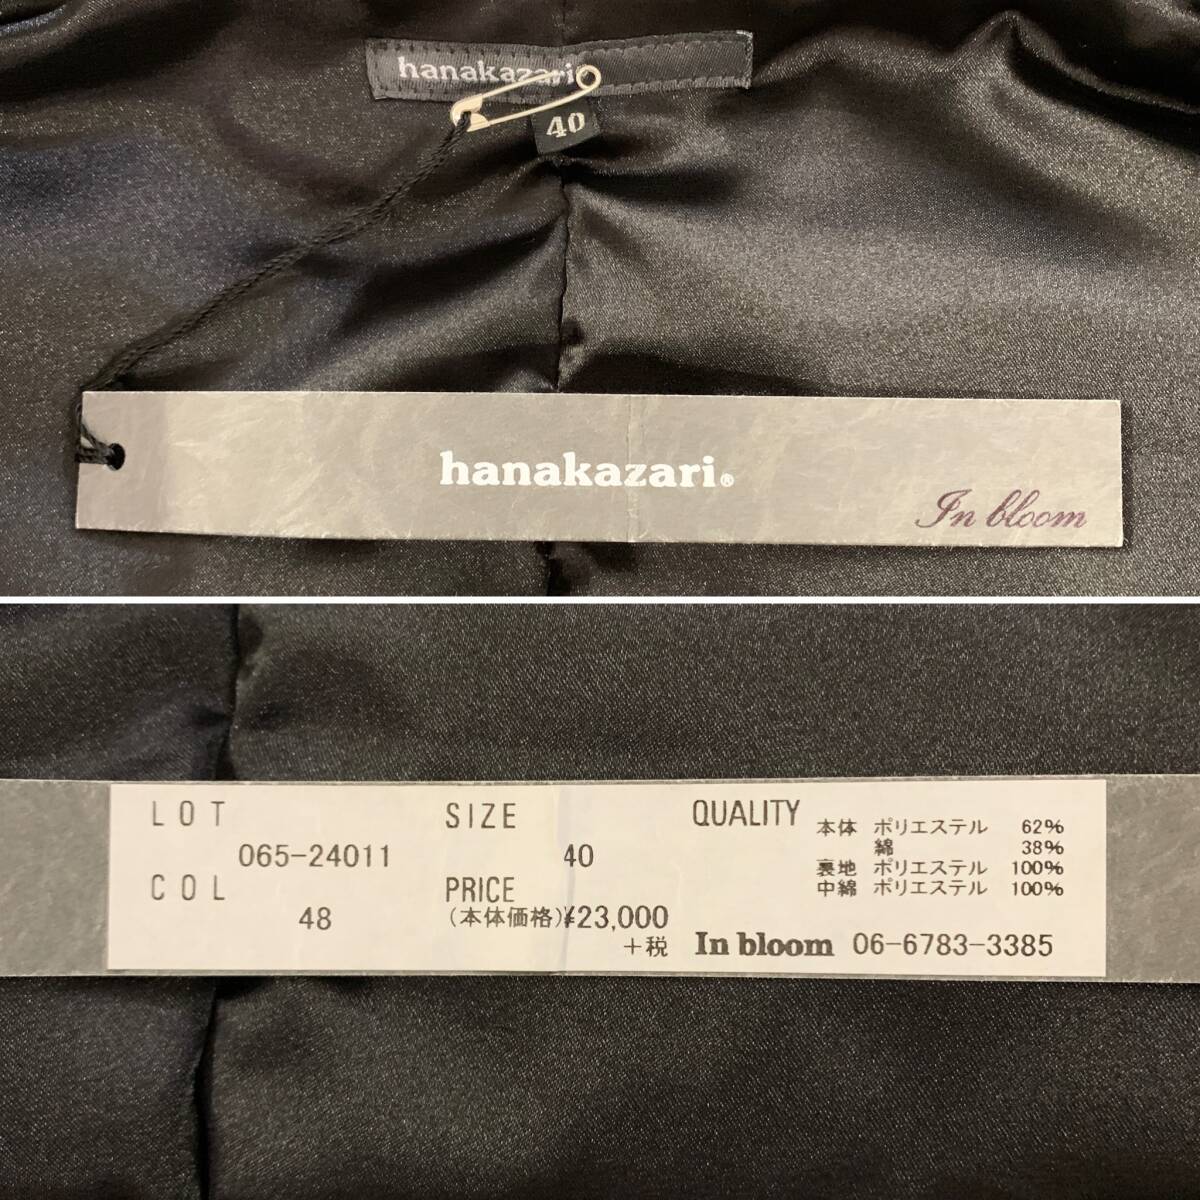 hanakazari
40
hanakazari®
In bloom
LOT
065-24011
COL
48
SIZE
40
PRICE
(本体価格)¥23,000
+税
QUALITY
本体 ポリエステル 62%
綿 38%
裏地 ポリエステル 100%
中綿 ポリエステル 100%
In bloom 06-6783-3385